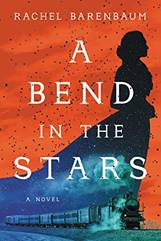 RACHEL BARENBAUM
A
BEND
IN THE
STARS
A NOVEL